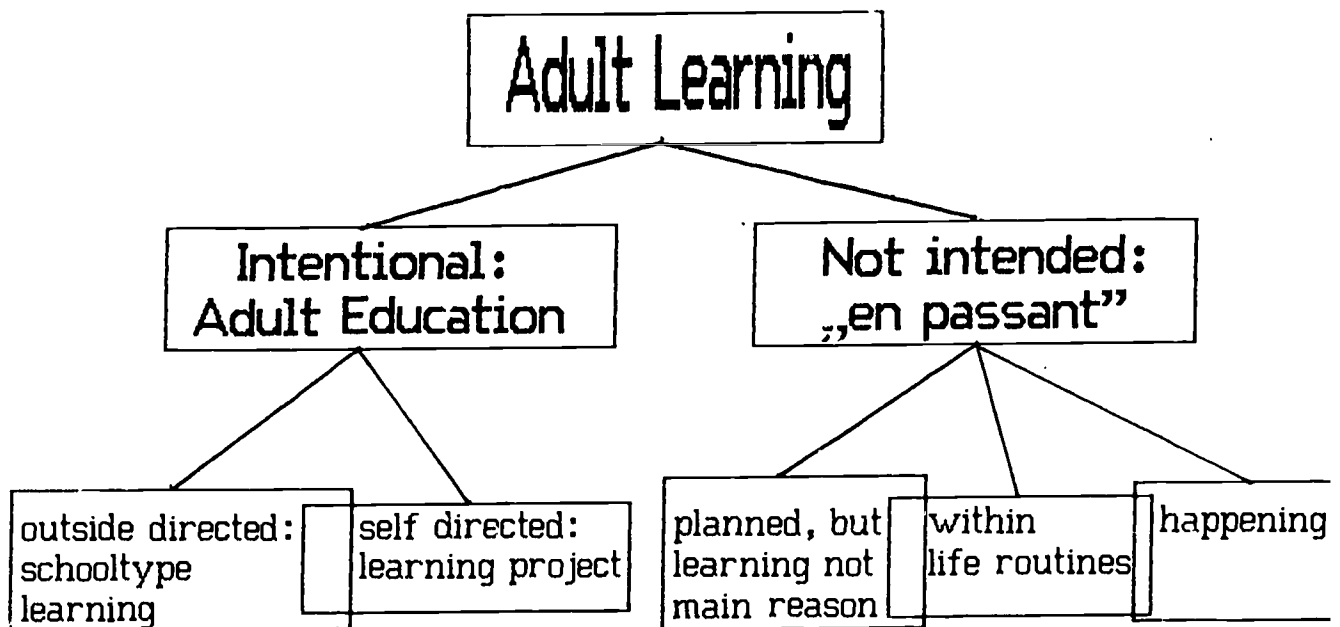 Adult Learning
Intentional:
Adult Education
Not intended:
„en passant”
outside directed:
schooltype
learning
self directed:
learning project
planned, but
learning not
main reason
within
life routines
happening